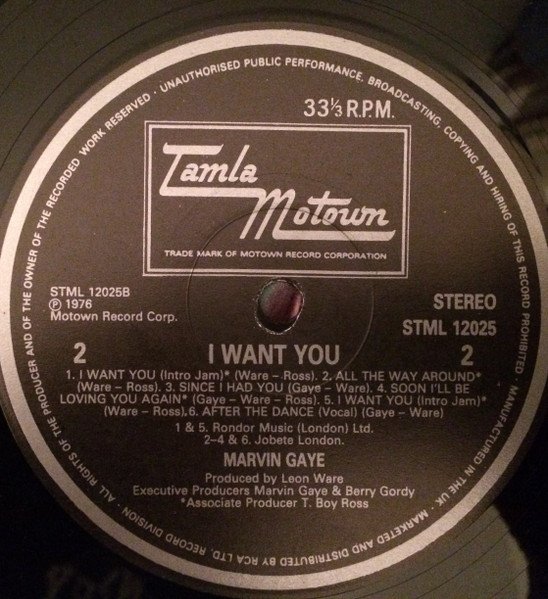 ALL RIGHTS OF THE PRODUCER AND OF THE OWNER OF THE RECORDED WORK RESERVED · UNAUTHORISED PUBLIC PERFORMANCE, BROADCASTING, COPYING AND HIRING OF THIS RECORD PROHIBITED · MANUFACTURED IN THE U.K. · MARKETED AND DISTRIBUTED BY RCA LTD. RECORD DIVISION ·
33⅓ R.P.M.
Tamla
Motown
TRADE MARK OF MOTOWN RECORD CORPORATION
STML 12025B
℗ 1976
Motown Record Corp.
STEREO
STML 12025
2 I WANT YOU 2
1. I WANT YOU (Intro Jam)* (Ware – Ross). 2. ALL THE WAY AROUND*
(Ware – Ross). 3. SINCE I HAD YOU (Gaye – Ware). 4. SOON I'LL BE
LOVING YOU AGAIN* (Gaye – Ware – Ross). 5. I WANT YOU (Intro Jam)*
(Ware – Ross). 6. AFTER THE DANCE (Vocal) (Gaye – Ware)
1 & 5. Rondor Music (London) Ltd.
2–4 & 6. Jobete London.
MARVIN GAYE
Produced by Leon Ware
Executive Producers Marvin Gaye & Berry Gordy
*Associate Producer T. Boy Ross